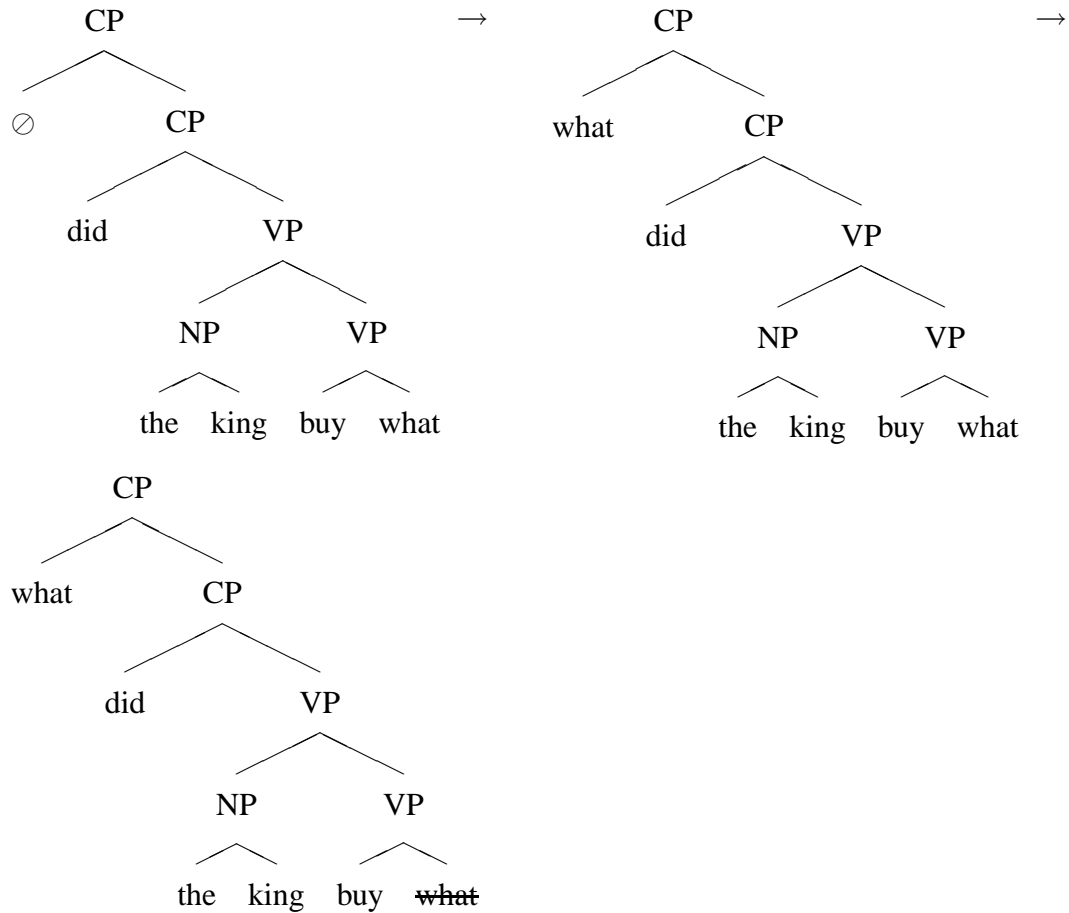 CP → CP →
∅ CP what CP
did VP did VP
NP VP NP VP
the king buy what the king buy what
CP
what CP
did VP
NP VP
the king buy what